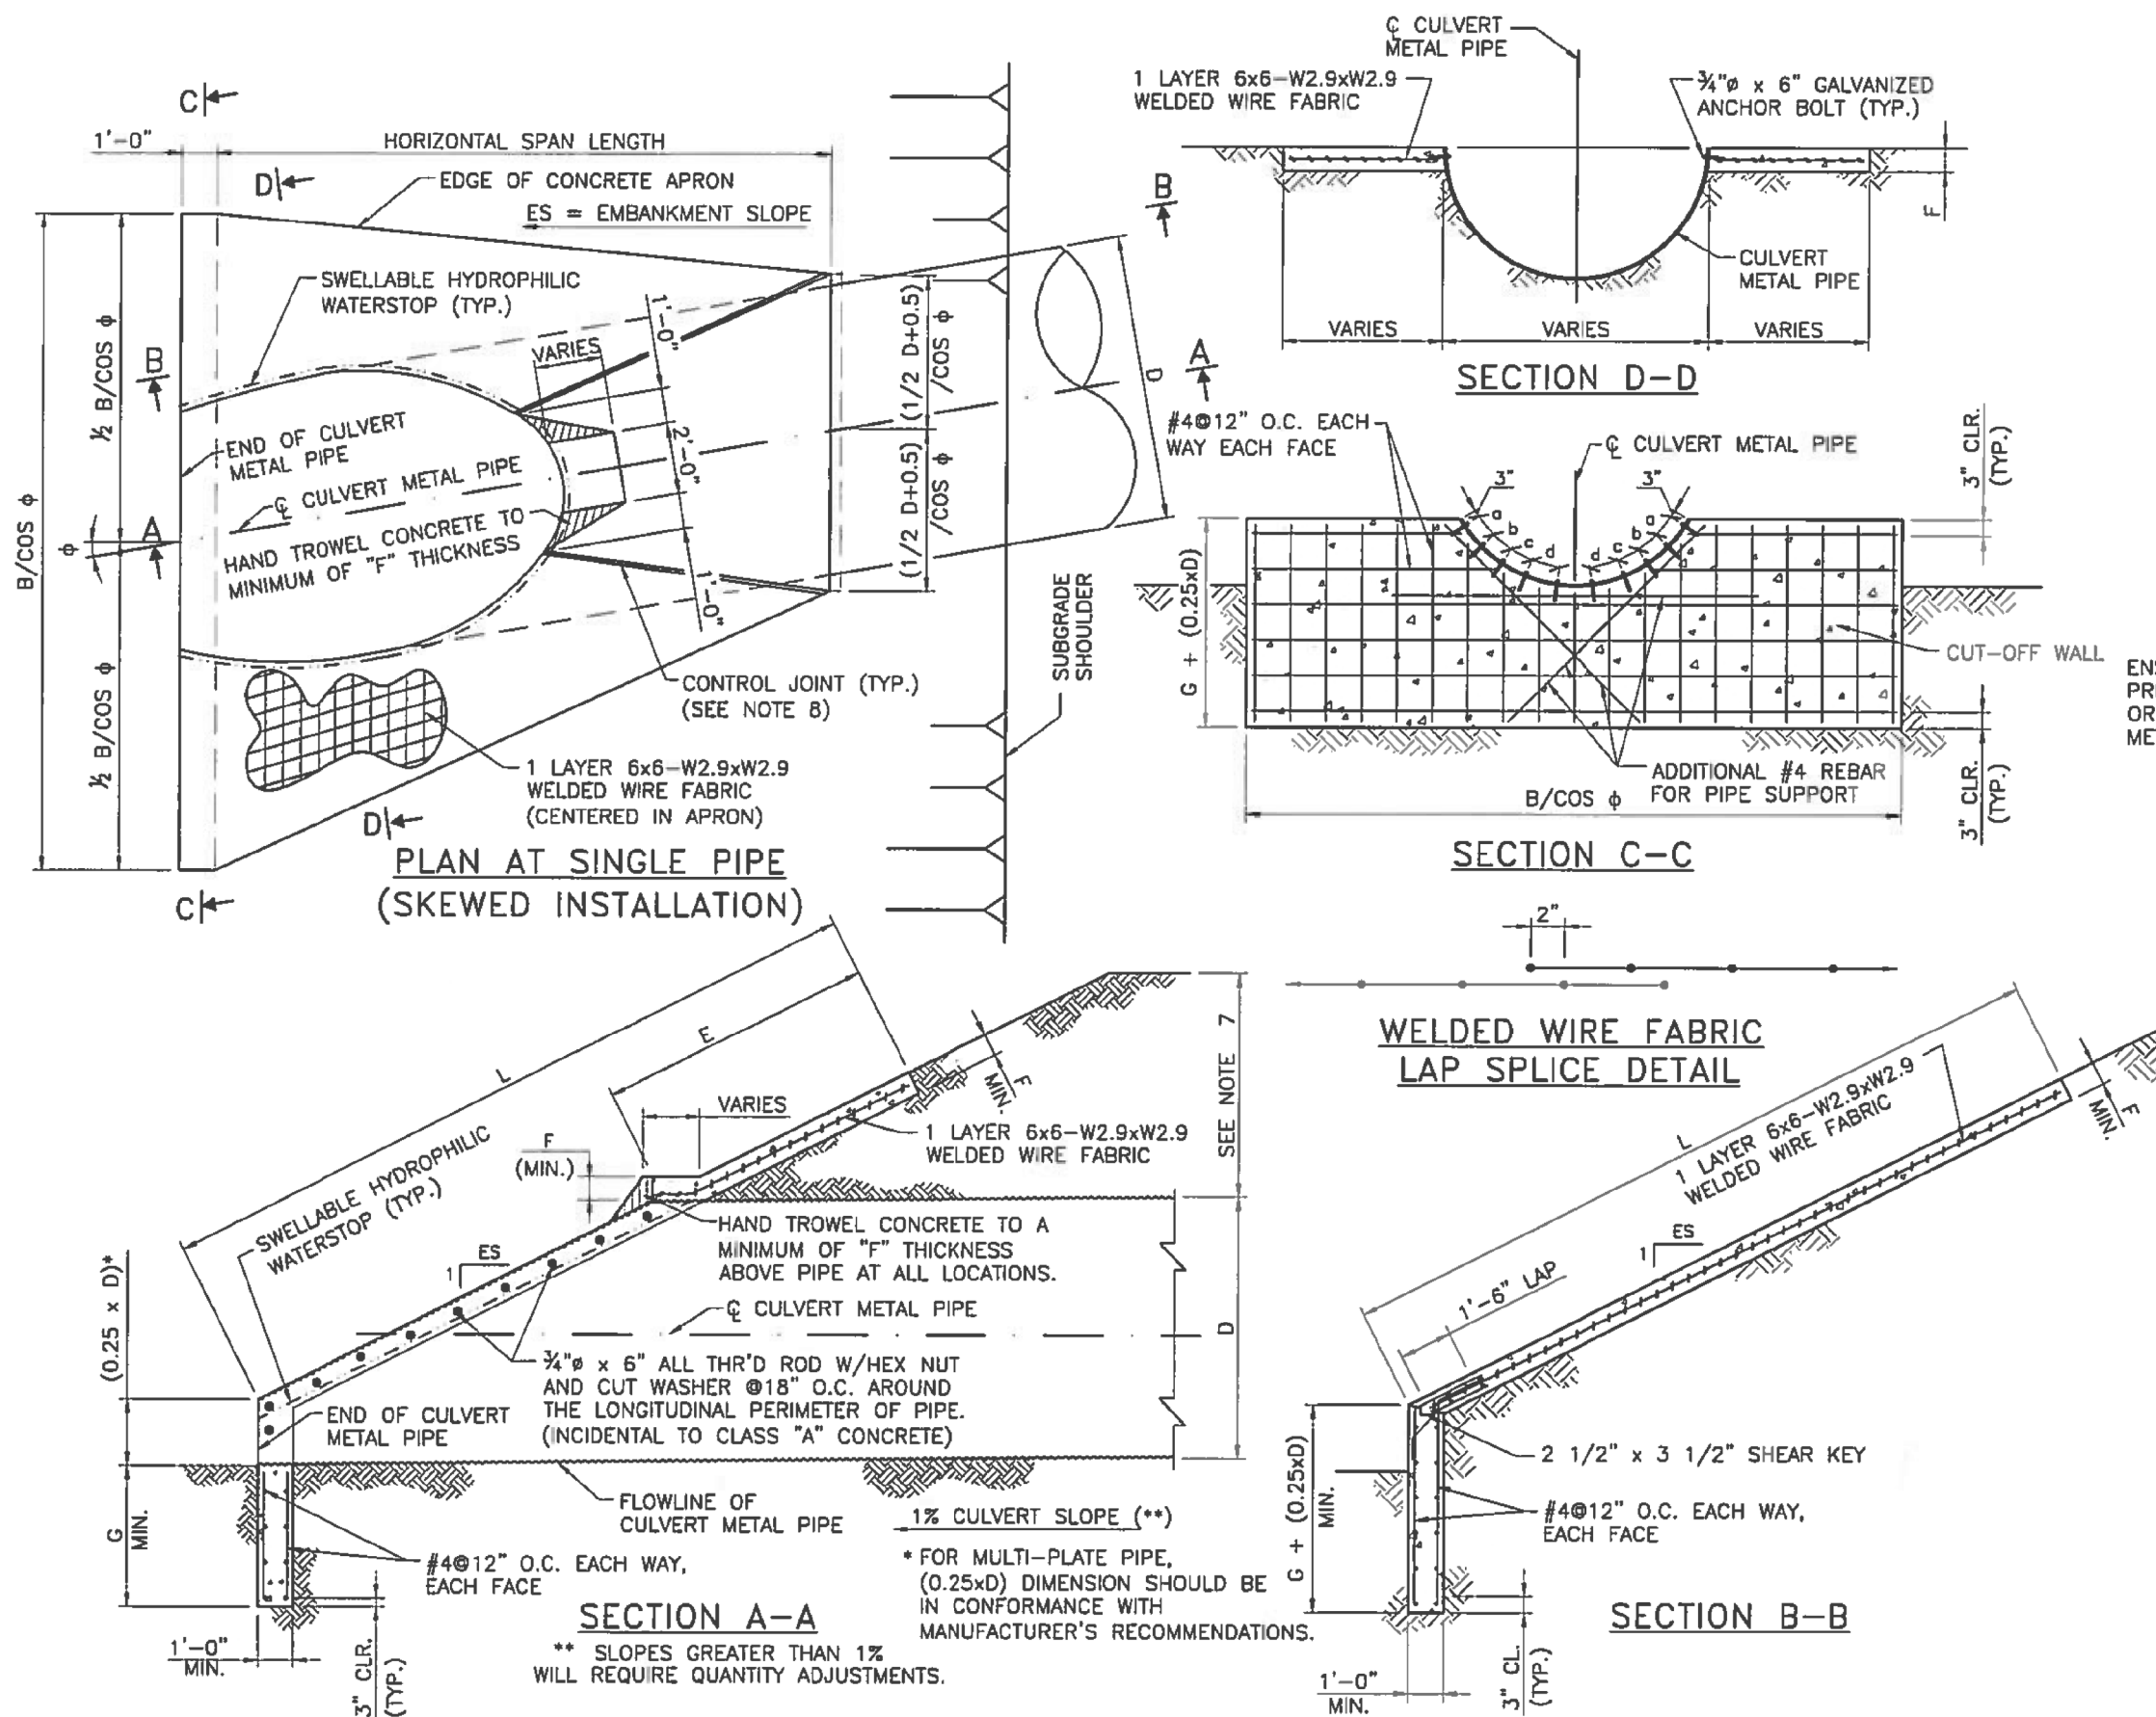 C
1'-0"
HORIZONTAL SPAN LENGTH
D
EDGE OF CONCRETE APRON
ES = EMBANKMENT SLOPE
B
SWELLABLE HYDROPHILIC
WATERSTOP (TYP.)
1'-0"
VARIES
B
½ B/COS ϕ
(1/2 D+0.5)
/COS ϕ
D
A
END OF CULVERT
METAL PIPE
2'-0"
℄ CULVERT METAL PIPE
B/COS ϕ
ϕ
A
HAND TROWEL CONCRETE TO
MINIMUM OF "F" THICKNESS
(1/2 D+0.5)
/COS ϕ
1'-0"
SUBGRADE
SHOULDER
½ B/COS ϕ
CONTROL JOINT (TYP.)
(SEE NOTE 8)
1 LAYER 6x6-W2.9xW2.9
WELDED WIRE FABRIC
(CENTERED IN APRON)
D
C
PLAN AT SINGLE PIPE
(SKEWED INSTALLATION)
℄ CULVERT
METAL PIPE
1 LAYER 6x6-W2.9xW2.9
WELDED WIRE FABRIC
¾"ø x 6" GALVANIZED
ANCHOR BOLT (TYP.)
F
CULVERT
METAL PIPE
VARIES
VARIES
VARIES
SECTION D-D
#4@12" O.C. EACH
WAY EACH FACE
℄ CULVERT METAL PIPE
3" CLR.
(TYP.)
3"
3"
a
b
c
d
d
c
b
a
G + (0.25xD)
CUT-OFF WALL
EN
PR
OR
ME
ADDITIONAL #4 REBAR
FOR PIPE SUPPORT
B/COS ϕ
3" CLR.
(TYP.)
SECTION C-C
2"
WELDED WIRE FABRIC
LAP SPLICE DETAIL
L
E
F
MIN.
SEE NOTE 7
VARIES
F
(MIN.)
1 LAYER 6x6-W2.9xW2.9
WELDED WIRE FABRIC
SWELLABLE HYDROPHILIC
WATERSTOP (TYP.)
HAND TROWEL CONCRETE TO A
MINIMUM OF "F" THICKNESS
ABOVE PIPE AT ALL LOCATIONS.
ES
1
(0.25 x D)*
℄ CULVERT METAL PIPE
D
¾"ø x 6" ALL THR'D ROD W/HEX NUT
AND CUT WASHER @18" O.C. AROUND
THE LONGITUDINAL PERIMETER OF PIPE.
(INCIDENTAL TO CLASS "A" CONCRETE)
END OF CULVERT
METAL PIPE
G
MIN.
FLOWLINE OF
CULVERT METAL PIPE
1% CULVERT SLOPE (**)
#4@12" O.C. EACH WAY,
EACH FACE
* FOR MULTI-PLATE PIPE,
(0.25xD) DIMENSION SHOULD BE
IN CONFORMANCE WITH
MANUFACTURER'S RECOMMENDATIONS.
1'-0"
MIN.
3" CLR.
(TYP.)
SECTION A-A
** SLOPES GREATER THAN 1%
WILL REQUIRE QUANTITY ADJUSTMENTS.
L
1 LAYER 6x6-W2.9xW2.9
WELDED WIRE FABRIC
F
MIN.
ES
1
1'-6" LAP
G + (0.25xD)
MIN.
2 1/2" x 3 1/2" SHEAR KEY
#4@12" O.C. EACH WAY,
EACH FACE
1'-0"
MIN.
3" CL.
(TYP.)
SECTION B-B